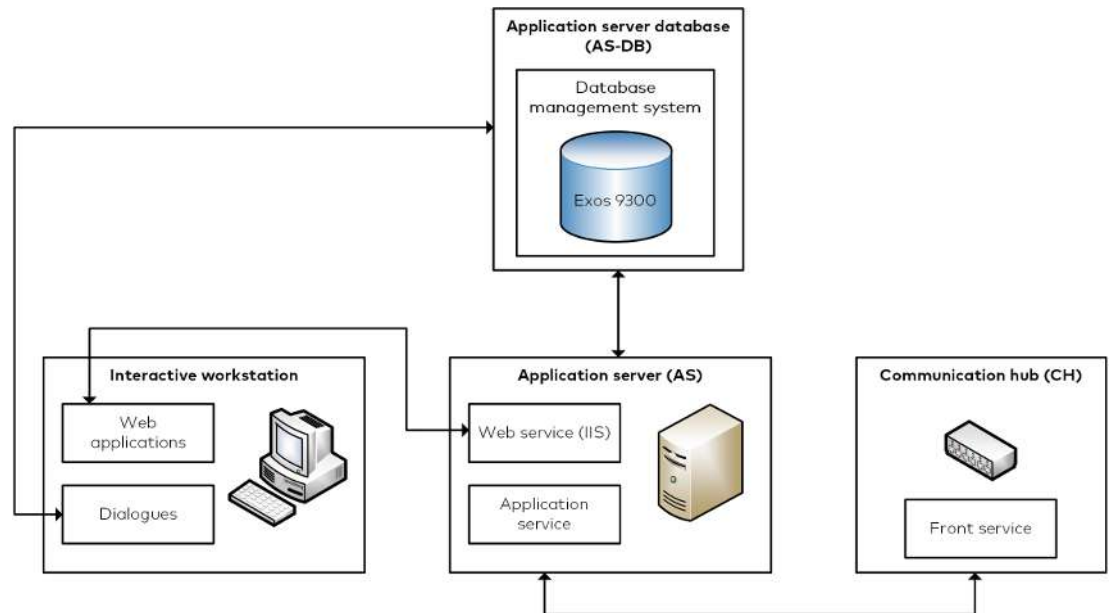 Application server database
(AS-DB)
Database
management system
Exos 9300
Interactive workstation
Web
applications
Dialogues
Application server (AS)
Web service (IIS)
Application
service
Communication hub (CH)
Front service